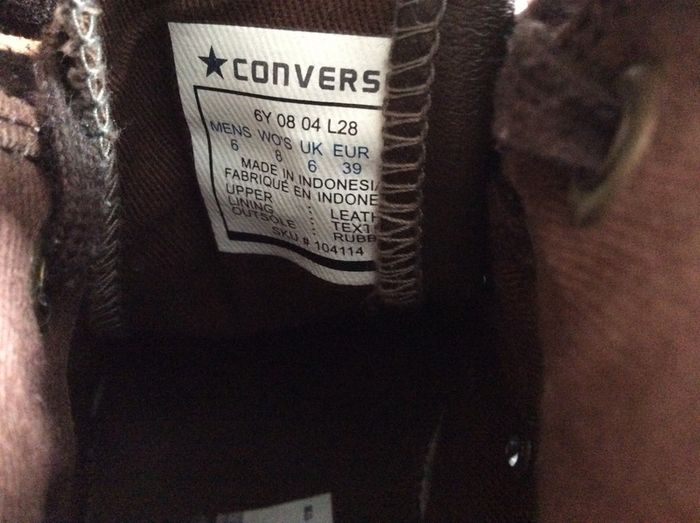 ★CONVERS
6Y 08 04 L28
MENS WO'S UK EUR
6 8 6 39
MADE IN INDONESIA
FABRIQUÉ EN INDONE
UPPER : LEATH
LINING : TEXT
OUTSOLE : RUBB
SKU # 104114